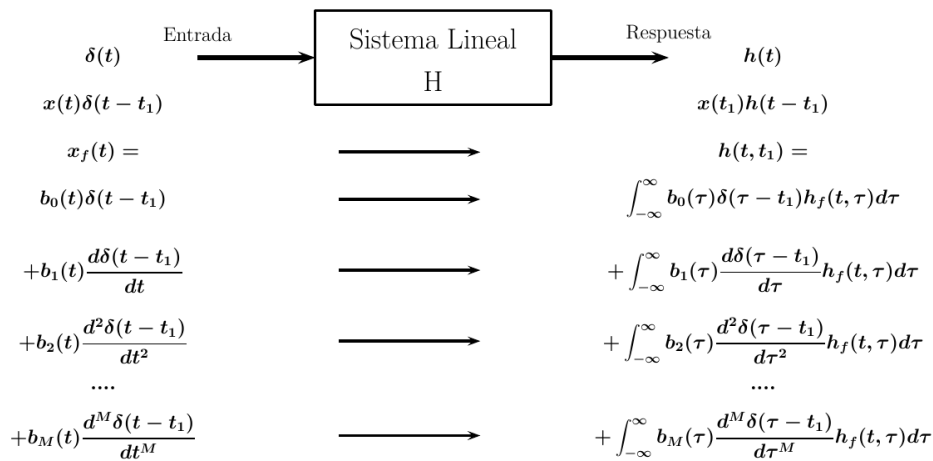 Entrada
Sistema Lineal
H
Respuesta
δ(t)
h(t)
x(t)δ(t − t₁)
x(t₁)h(t − t₁)
x_f(t) =
h(t, t₁) =
b₀(t)δ(t − t₁)
∫_{−∞}^{∞} b₀(τ)δ(τ − t₁)h_f(t, τ)dτ
+b₁(t) dδ(t − t₁)/dt
+ ∫_{−∞}^{∞} b₁(τ) dδ(τ − t₁)/dτ h_f(t, τ)dτ
+b₂(t) d²δ(t − t₁)/dt²
+ ∫_{−∞}^{∞} b₂(τ) d²δ(τ − t₁)/dτ² h_f(t, τ)dτ
....
....
+b_M(t) d^Mδ(t − t₁)/dt^M
+ ∫_{−∞}^{∞} b_M(τ) d^Mδ(τ − t₁)/dτ^M h_f(t, τ)dτ